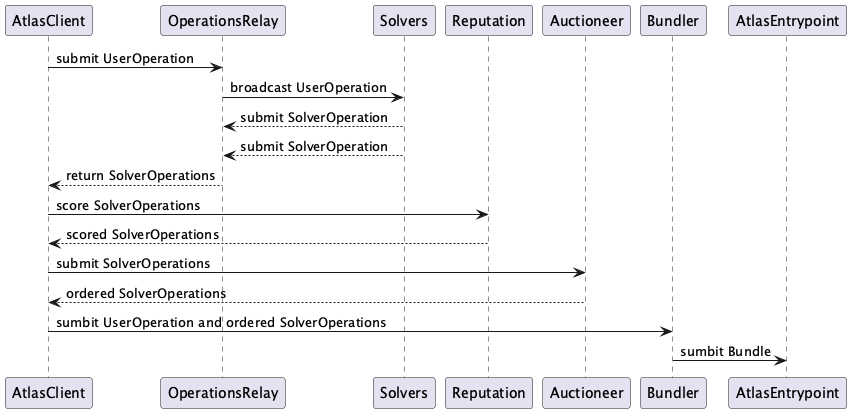 AtlasClient OperationsRelay Solvers Reputation Auctioneer Bundler AtlasEntrypoint
submit UserOperation
broadcast UserOperation
submit SolverOperation
submit SolverOperation
return SolverOperations
score SolverOperations
scored SolverOperations
submit SolverOperations
ordered SolverOperations
sumbit UserOperation and ordered SolverOperations
sumbit Bundle
AtlasClient OperationsRelay Solvers Reputation Auctioneer Bundler AtlasEntrypoint